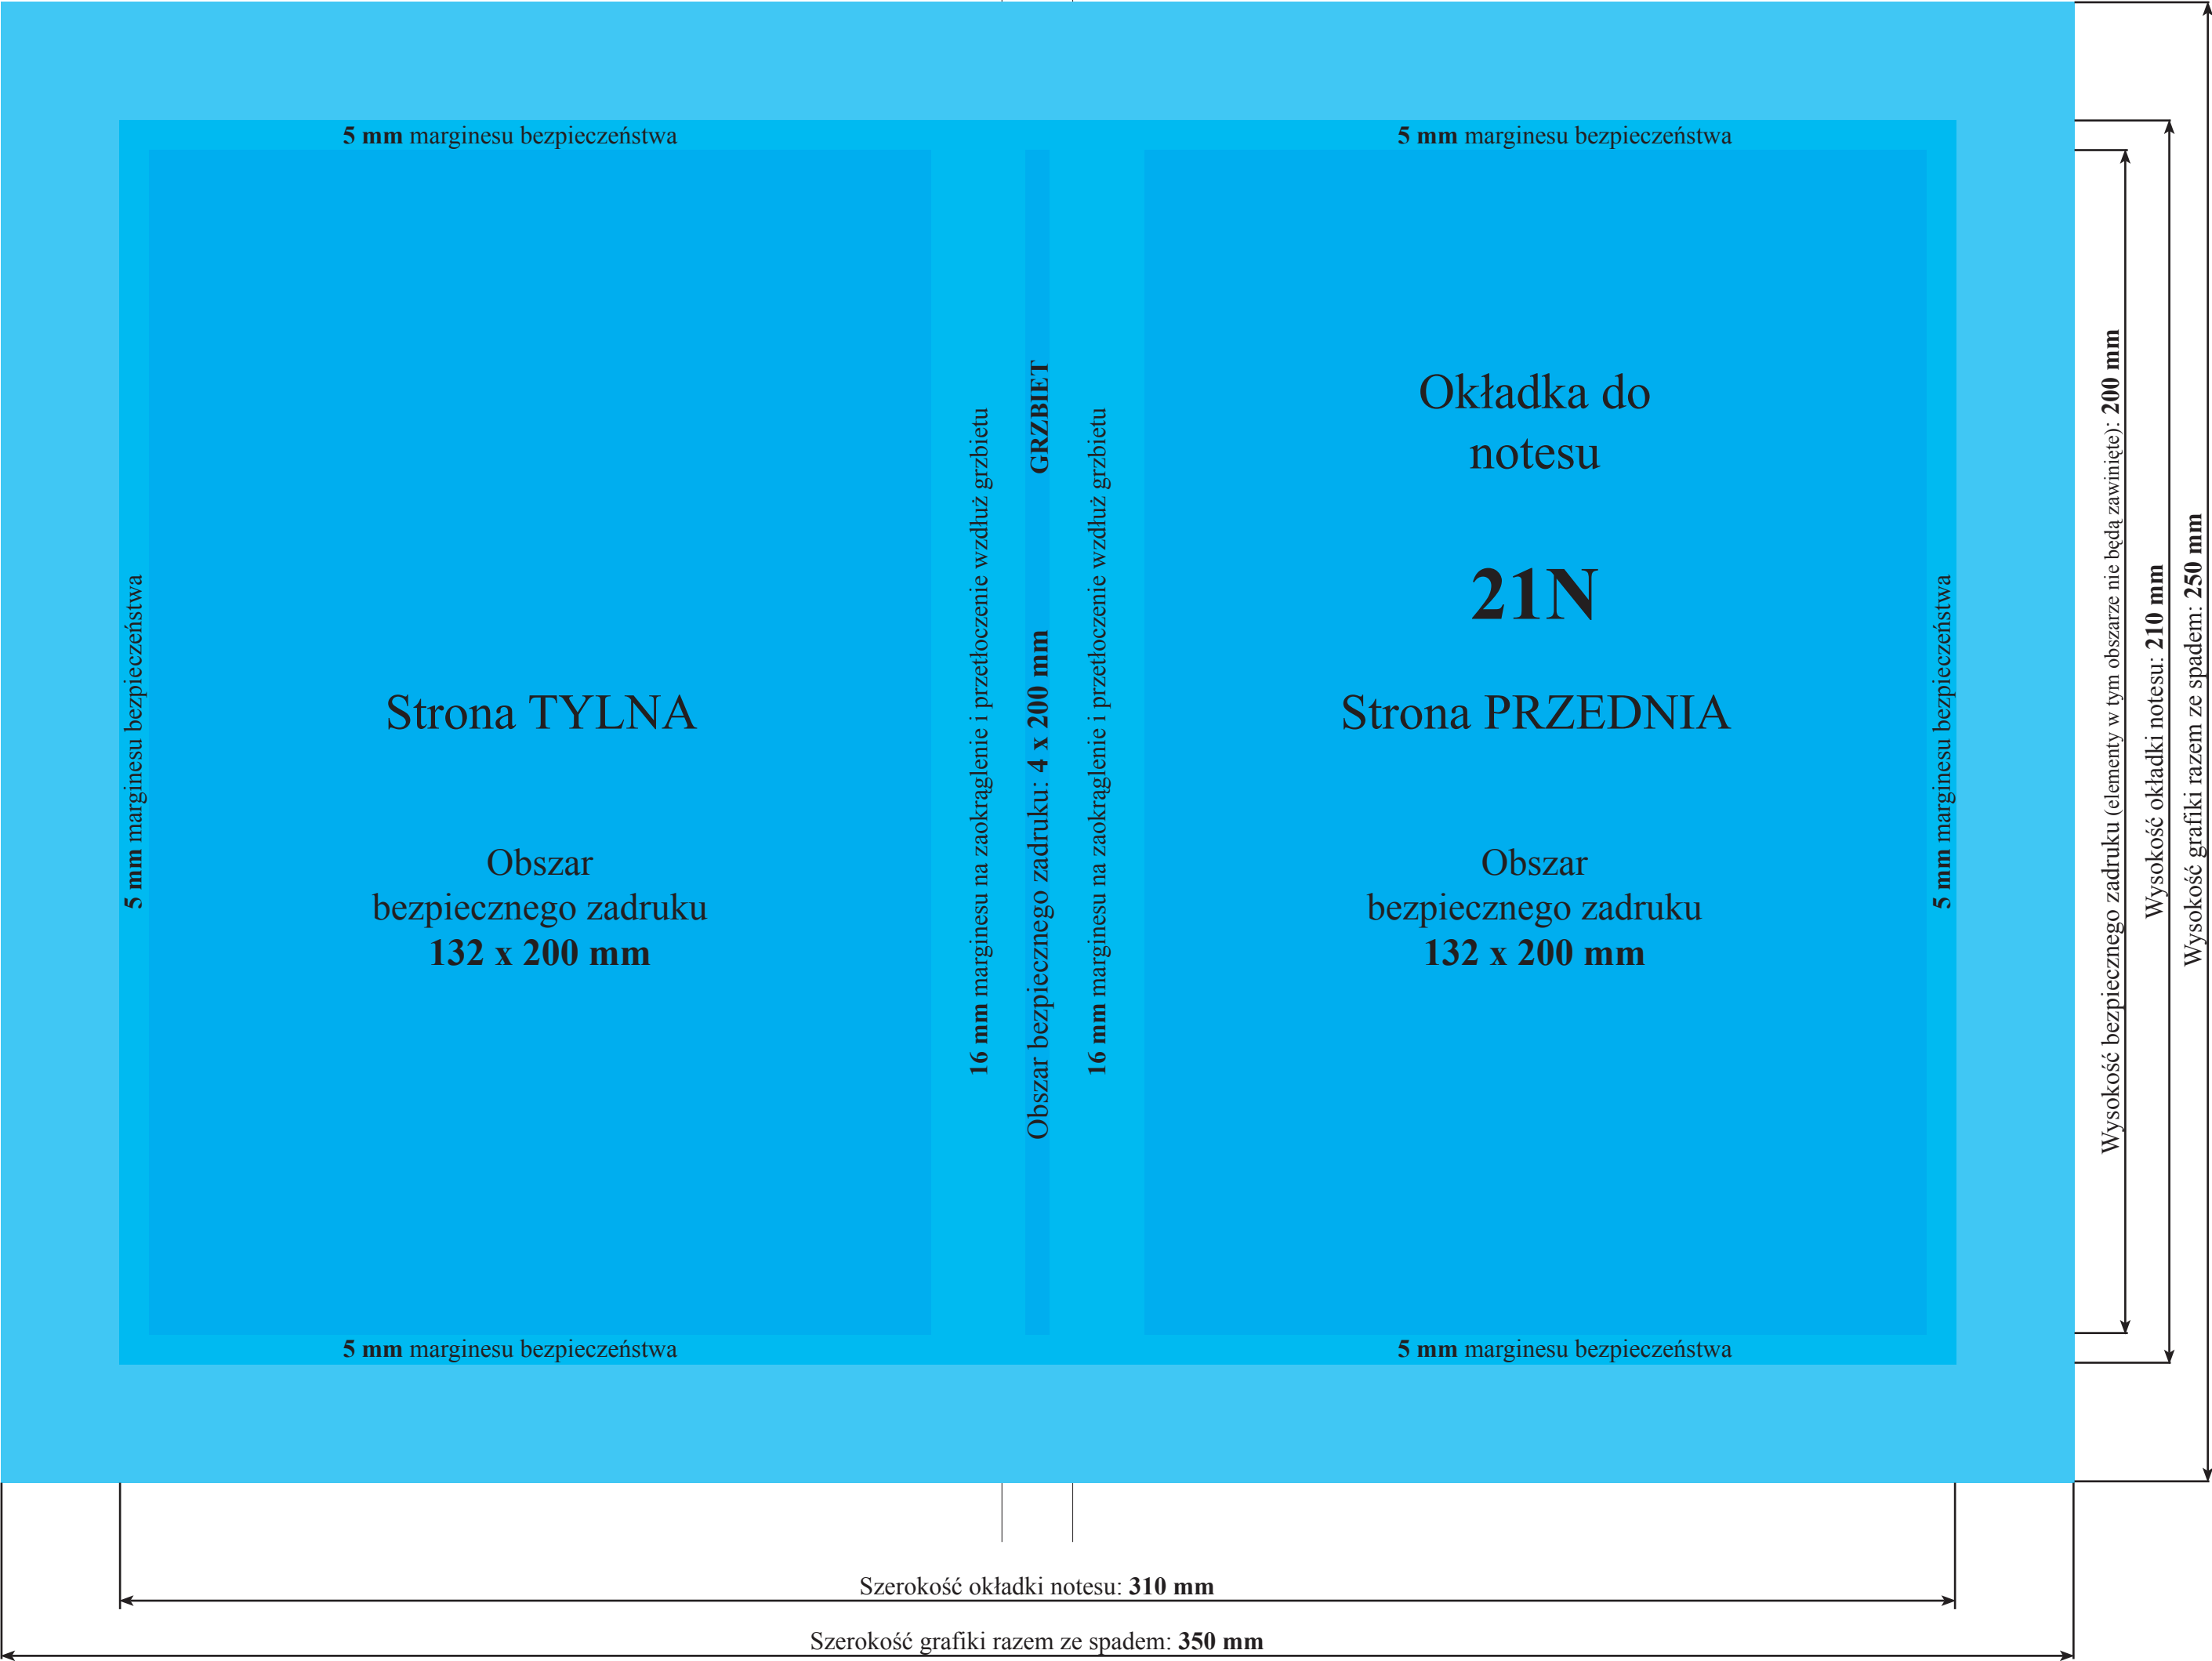 5 mm marginesu bezpieczeństwa
5 mm marginesu bezpieczeństwa
5 mm marginesu bezpieczeństwa
Strona TYLNA
Obszar
bezpiecznego zadruku
132 x 200 mm
5 mm marginesu bezpieczeństwa
16 mm marginesu na zaokrąglenie i przetłoczenie wzdłuż grzbietu
Obszar bezpiecznego zadruku: 4 x 200 mm GRZBIET
16 mm marginesu na zaokrąglenie i przetłoczenie wzdłuż grzbietu
Okładka do
notesu
21N
Strona PRZEDNIA
Obszar
bezpiecznego zadruku
132 x 200 mm
5 mm marginesu bezpieczeństwa
5 mm marginesu bezpieczeństwa
Wysokość bezpiecznego zadruku (elementy w tym obszarze nie będą zawinięte): 200 mm
Wysokość okładki notesu: 210 mm
Wysokość grafiki razem ze spadem: 250 mm
Szerokość okładki notesu: 310 mm
Szerokość grafiki razem ze spadem: 350 mm